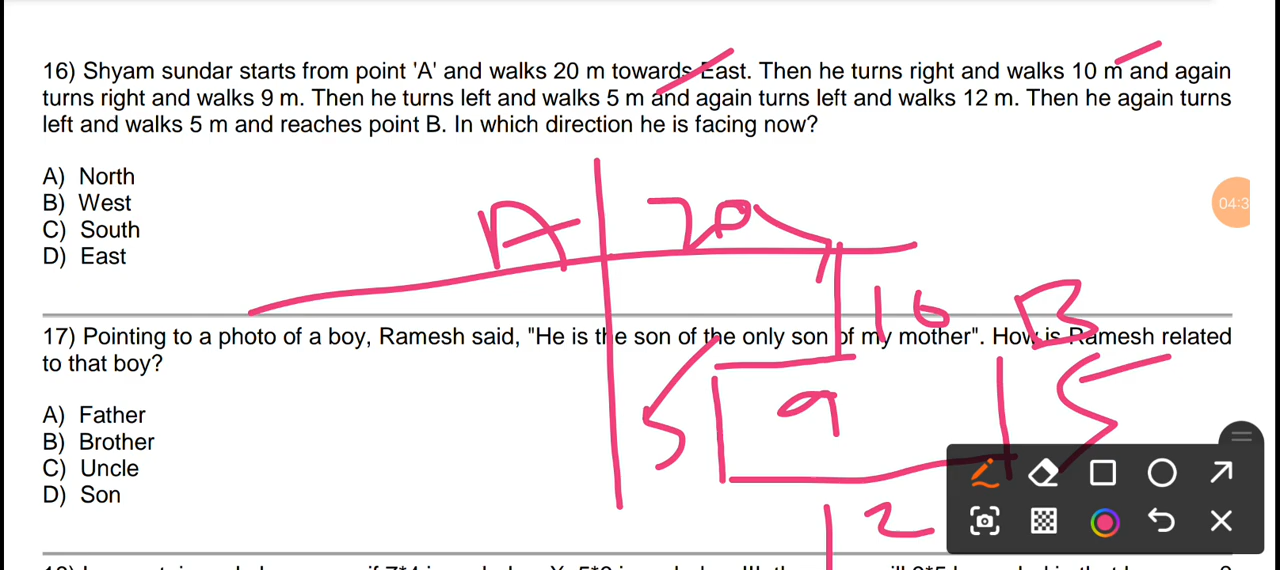 16) Shyam sundar starts from point 'A' and walks 20 m towards East. Then he turns right and walks 10 m and again
turns right and walks 9 m. Then he turns left and walks 5 m and again turns left and walks 12 m. Then he again turns
left and walks 5 m and reaches point B. In which direction he is facing now?
A) North
B) West
C) South
D) East
A 20
10 B
17) Pointing to a photo of a boy, Ramesh said, "He is the son of the only son of my mother". How is Ramesh related
to that boy?
5 9 5
12
A) Father
B) Brother
C) Uncle
D) Son
04:3